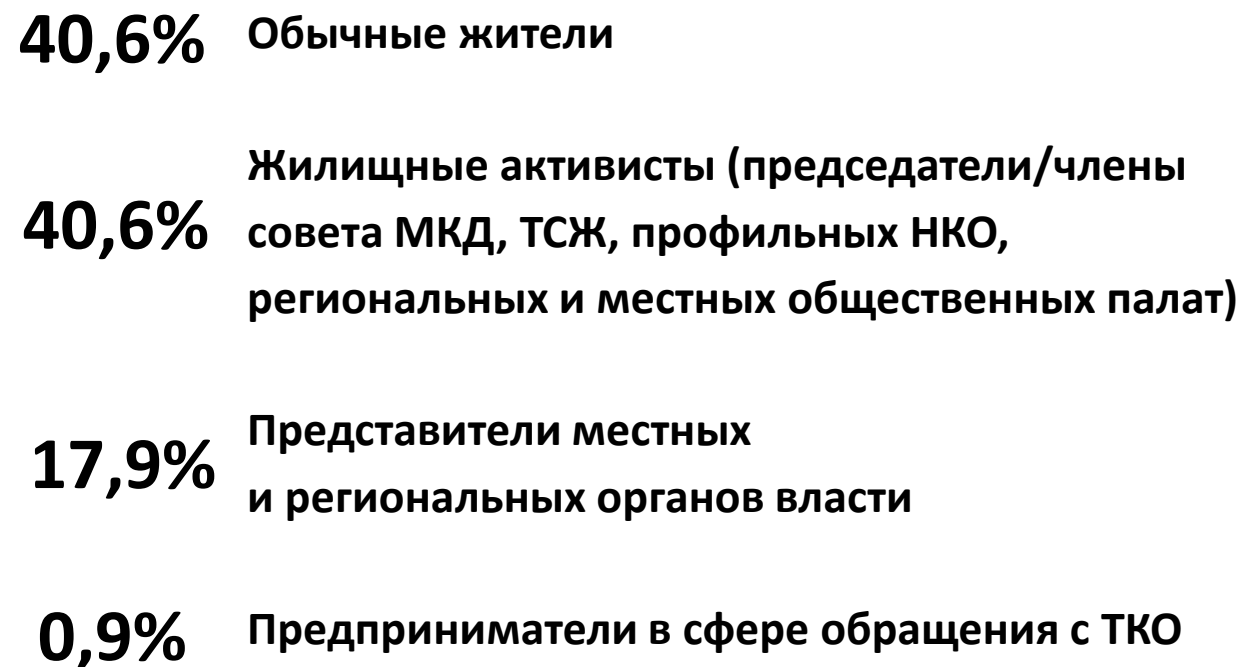 40,6% Обычные жители
Жилищные активисты (председатели/члены
40,6% совета МКД, ТСЖ, профильных НКО,
региональных и местных общественных палат)
17,9% Представители местных
и региональных органов власти
0,9% Предприниматели в сфере обращения с ТКО